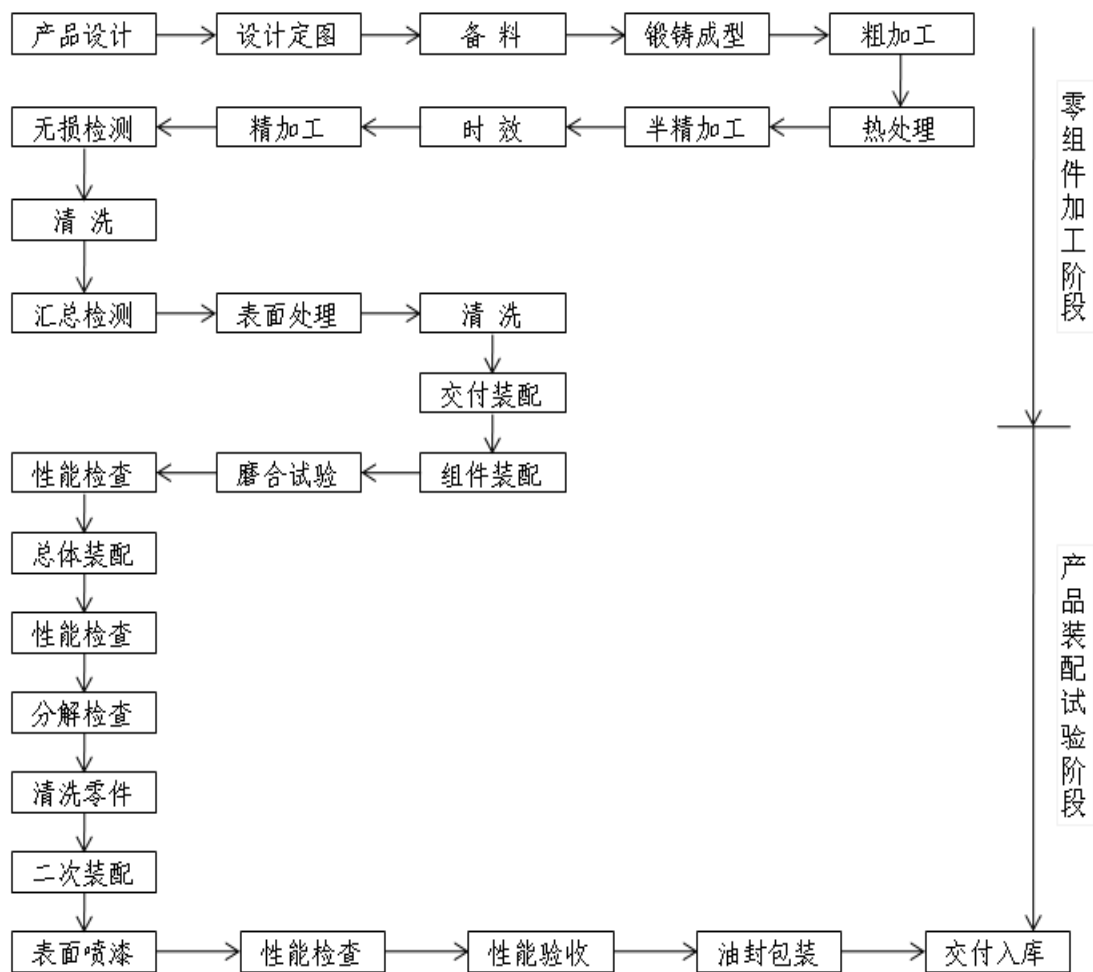 产品设计
设计定图
备 料
锻铸成型
粗加工
无损检测
精加工
时 效
半精加工
热处理
清 洗
汇总检测
表面处理
清 洗
交付装配
性能检查
磨合试验
组件装配
总体装配
性能检查
分解检查
清洗零件
二次装配
表面喷漆
性能检查
性能验收
油封包装
交付入库
零组件加工阶段
产品装配试验阶段